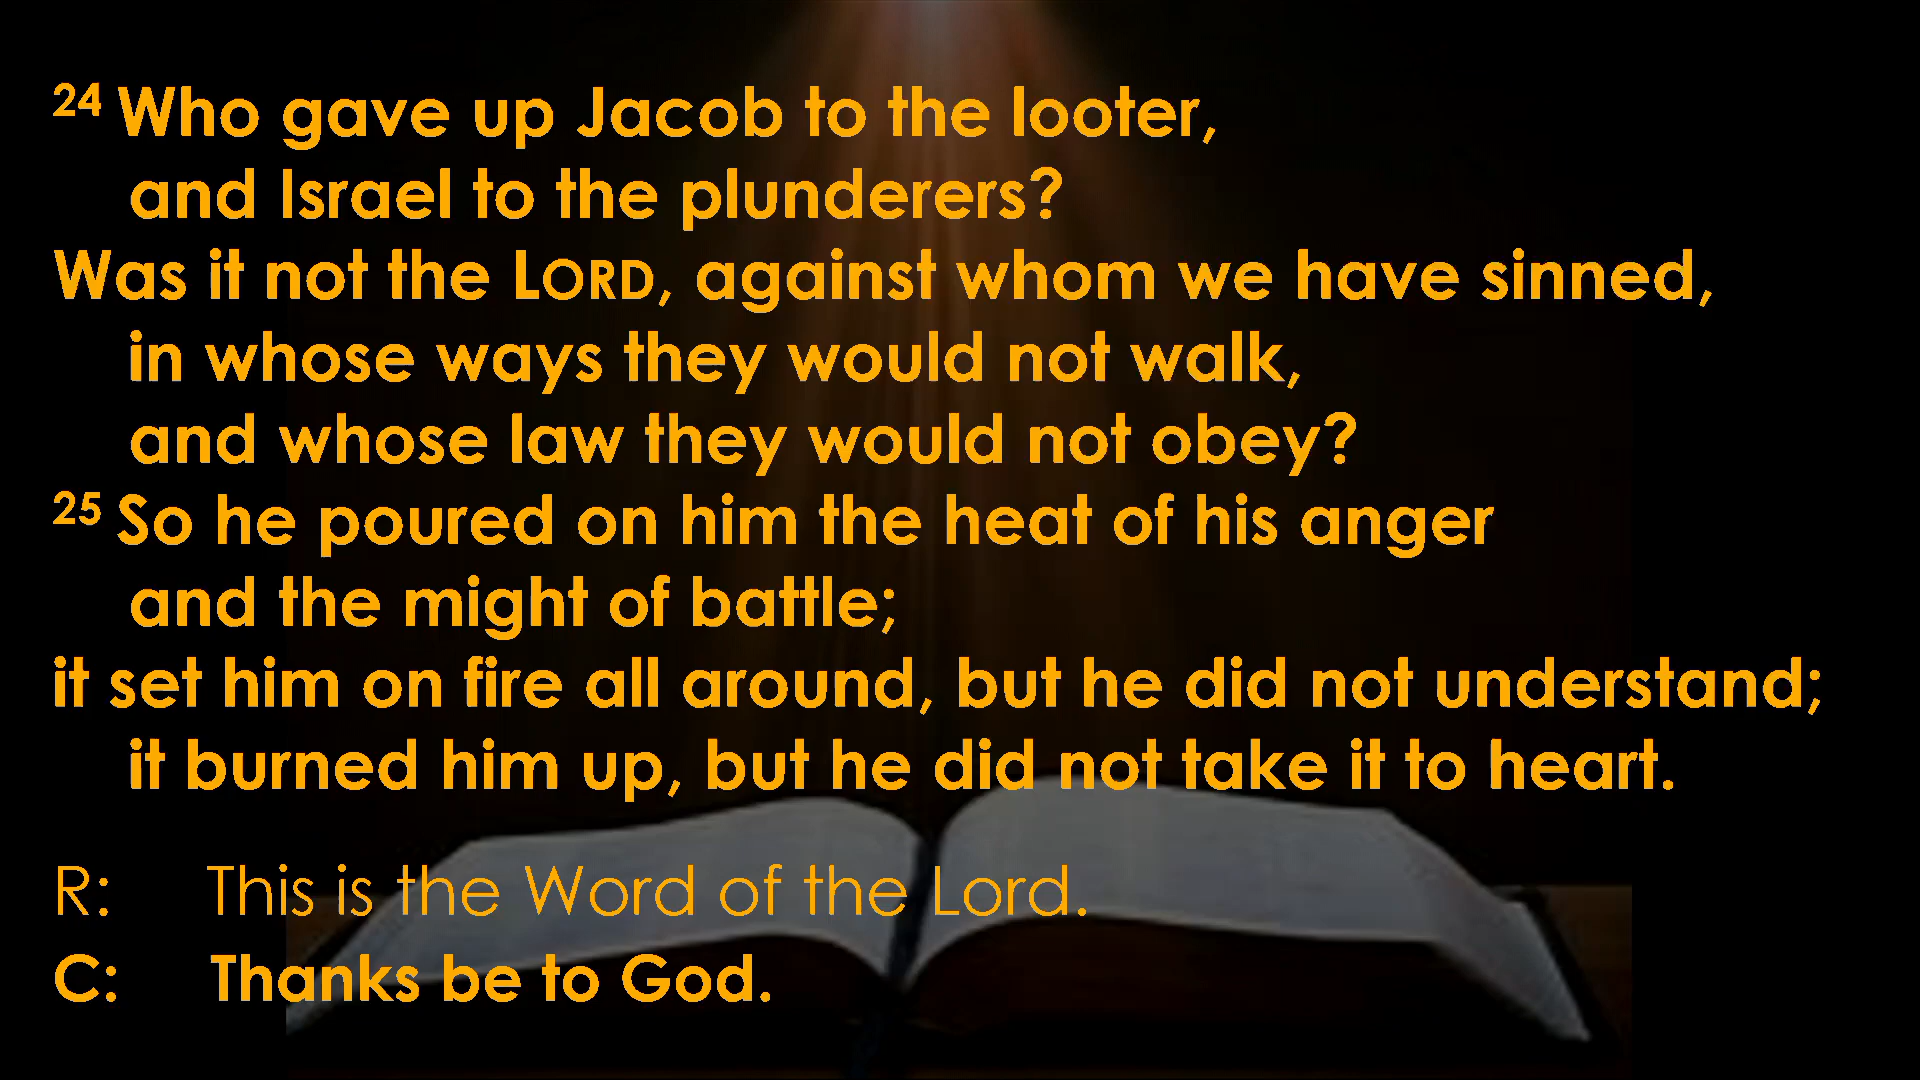 24 Who gave up Jacob to the looter,
and Israel to the plunderers?
Was it not the LORD, against whom we have sinned,
in whose ways they would not walk,
and whose law they would not obey?
25 So he poured on him the heat of his anger
and the might of battle;
it set him on fire all around, but he did not understand;
it burned him up, but he did not take it to heart.
R: This is the Word of the Lord.
C: Thanks be to God.